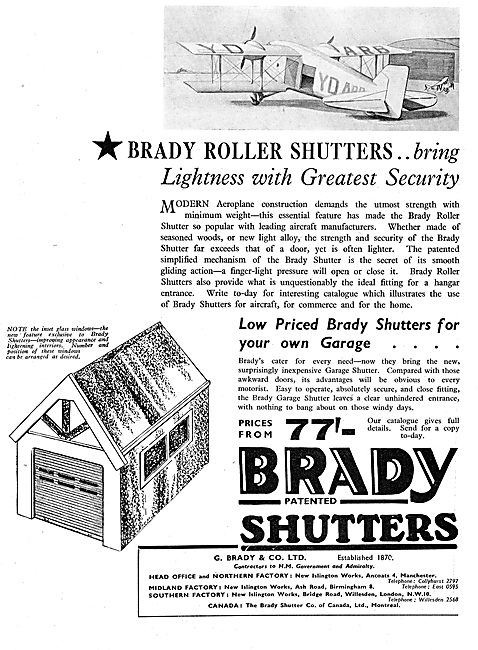 YD ARB
YD ARB
★ BRADY ROLLER SHUTTERS . . bring
Lightness with Greatest Security
MODERN Aeroplane construction demands the utmost strength with
minimum weight—this essential feature has made the Brady Roller
Shutter so popular with leading aircraft manufacturers. Whether made of
seasoned woods, or new light alloy, the strength and security of the Brady
Shutter far exceeds that of a door, yet is often lighter. The patented
simplified mechanism of the Brady Shutter is the secret of its smooth
gliding action—a finger-light pressure will open or close it. Brady Roller
Shutters also provide what is unquestionably the ideal fitting for a hangar
entrance. Write to-day for interesting catalogue which illustrates the use
of Brady Shutters for aircraft, for commerce and for the home.
NOTE the inset glass windows—the
new feature exclusive to Brady
Shutters—improving appearance and
lightening interiors. Number and
position of these windows
can be arranged as desired.
Low Priced Brady Shutters for
your own Garage . . . .
Brady's cater for every need—now they bring the new,
surprisingly inexpensive Garage Shutter. Compared with those
awkward doors, its advantages will be obvious to every
motorist. Easy to operate, absolutely secure, and close fitting,
the Brady Garage Shutter leaves a clear unhindered entrance,
with nothing to bang about on those windy days.
PRICES FROM 77'/-
Our catalogue gives full
details. Send for a copy
to-day.
BRADY
PATENTED
SHUTTERS
G. BRADY & CO. LTD. Established 1870.
Contractors to H.M. Government and Admiralty.
HEAD OFFICE and NORTHERN FACTORY: New Islington Works, Ancoats 4, Manchester.
Telephone: Collyhurst 2797
MIDLAND FACTORY: New Islington Works, Ash Road, Birmingham 8. Telephone: East 0595
SOUTHERN FACTORY: New Islington Works, Bridge Road, Willesden, London, N.W.10.
Telephone: Willesden 2568
CANADA: The Brady Shutter Co. of Canada, Ltd., Montreal.